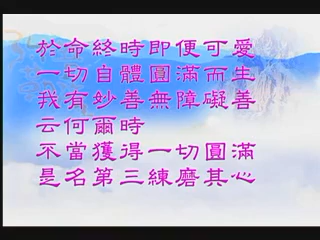 於命終時即便可愛
一切自體圓滿而生
我有妙善無障礙善
云何爾時
不當獲得一切圓滿
是名第三練磨其心